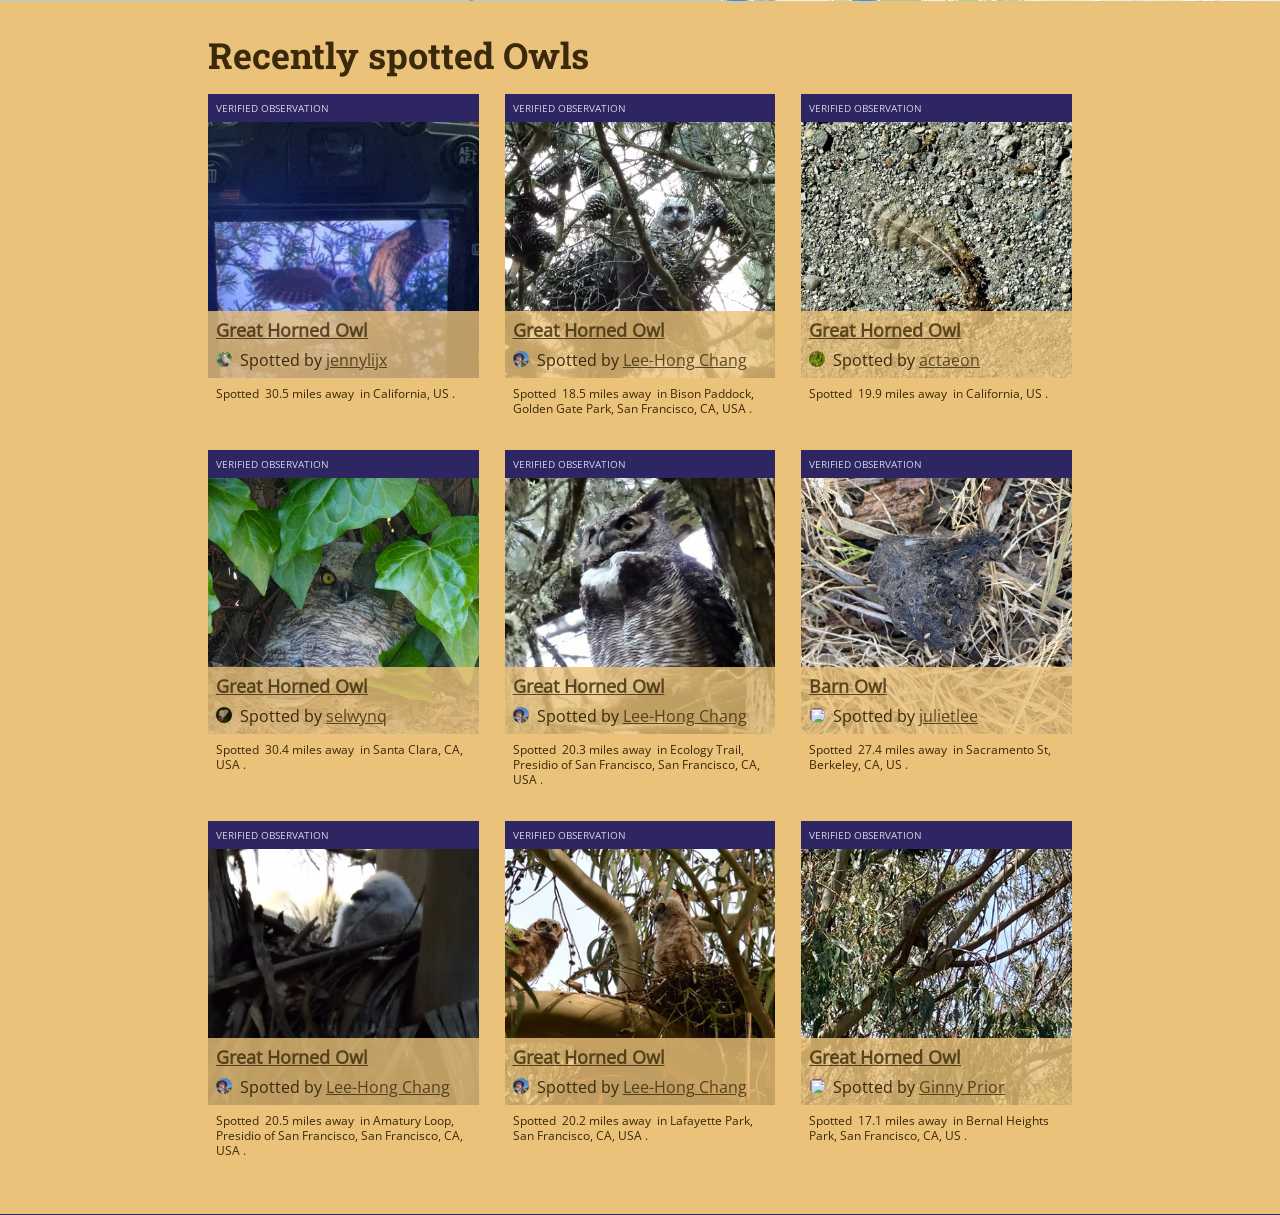 Recently spotted Owls
VERIFIED OBSERVATION
AE-L
AF-L
Great Horned Owl
Spotted by jennylijx
Spotted 30.5 miles away in California, US .
VERIFIED OBSERVATION
Great Horned Owl
Spotted by Lee-Hong Chang
Spotted 18.5 miles away in Bison Paddock,
Golden Gate Park, San Francisco, CA, USA .
VERIFIED OBSERVATION
Great Horned Owl
Spotted by actaeon
Spotted 19.9 miles away in California, US .
VERIFIED OBSERVATION
Great Horned Owl
Spotted by selwynq
Spotted 30.4 miles away in Santa Clara, CA,
USA .
VERIFIED OBSERVATION
Great Horned Owl
Spotted by Lee-Hong Chang
Spotted 20.3 miles away in Ecology Trail,
Presidio of San Francisco, San Francisco, CA,
USA .
VERIFIED OBSERVATION
Barn Owl
Spotted by julietlee
Spotted 27.4 miles away in Sacramento St,
Berkeley, CA, US .
VERIFIED OBSERVATION
Great Horned Owl
Spotted by Lee-Hong Chang
Spotted 20.5 miles away in Amatury Loop,
Presidio of San Francisco, San Francisco, CA,
USA .
VERIFIED OBSERVATION
Great Horned Owl
Spotted by Lee-Hong Chang
Spotted 20.2 miles away in Lafayette Park,
San Francisco, CA, USA .
VERIFIED OBSERVATION
Great Horned Owl
Spotted by Ginny Prior
Spotted 17.1 miles away in Bernal Heights
Park, San Francisco, CA, US .